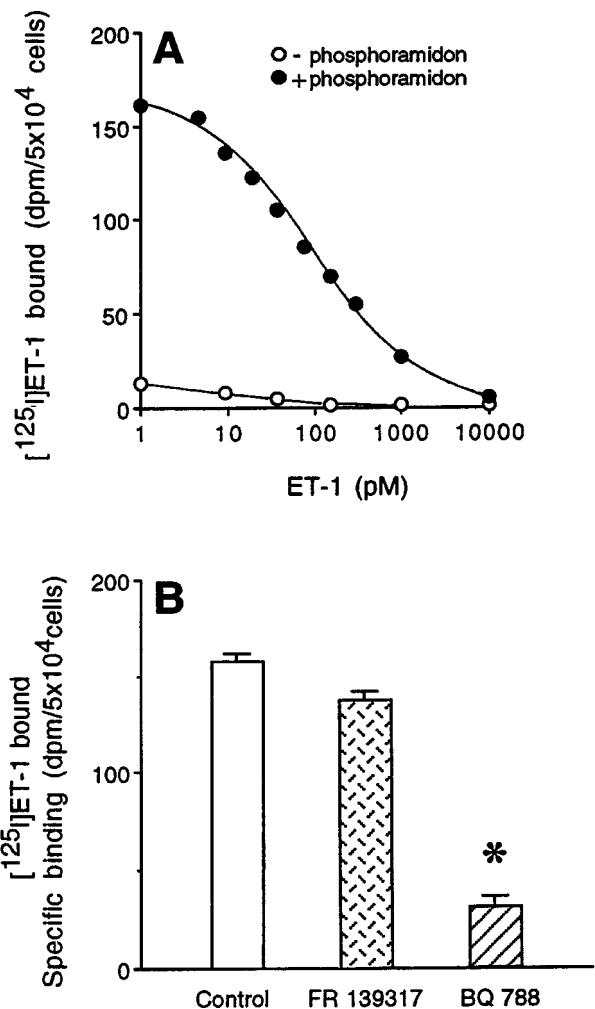 A
- phosphoramidon
+phosphoramidon
200
150
100
50
0
1 10 100 1000 10000
ET-1 (pM)
[125I]ET-1 bound (dpm/5x10⁴ cells)
B
200
100
0
*
Control FR 139317 BQ 788
[125I]ET-1 bound
Specific binding (dpm/5x10⁴cells)